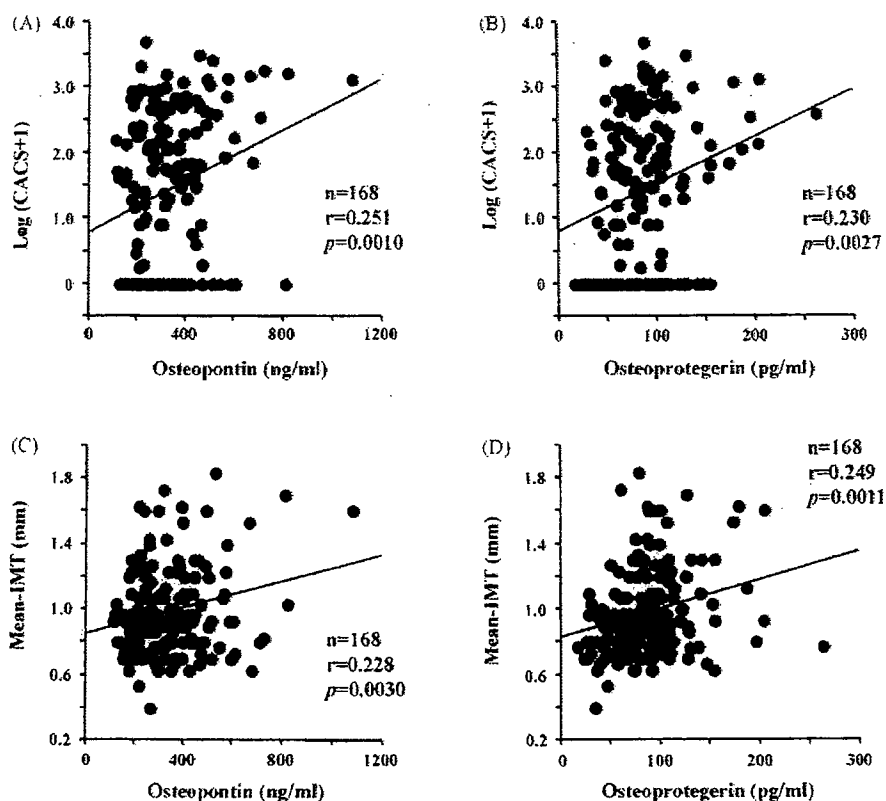 (A)
4.0
3.0
2.0
1.0
0
Log (CACS+1)
n=168
r=0.251
p=0.0010
0 400 800 1200
Osteopontin (ng/ml)
(B)
4.0
3.0
2.0
1.0
0
Log (CACS+1)
n=168
r=0.230
p=0.0027
0 100 200 300
Osteoprotegerin (pg/ml)
(C)
1.8
1.4
1.0
0.6
0.2
Mean-IMT (mm)
n=168
r=0.228
p=0.0030
0 400 800 1200
Osteopontin (ng/ml)
(D)
n=168
r=0.249
p=0.0011
1.8
1.4
1.0
0.6
0.2
Mean-IMT (mm)
0 100 200 300
Osteoprotegerin (pg/ml)